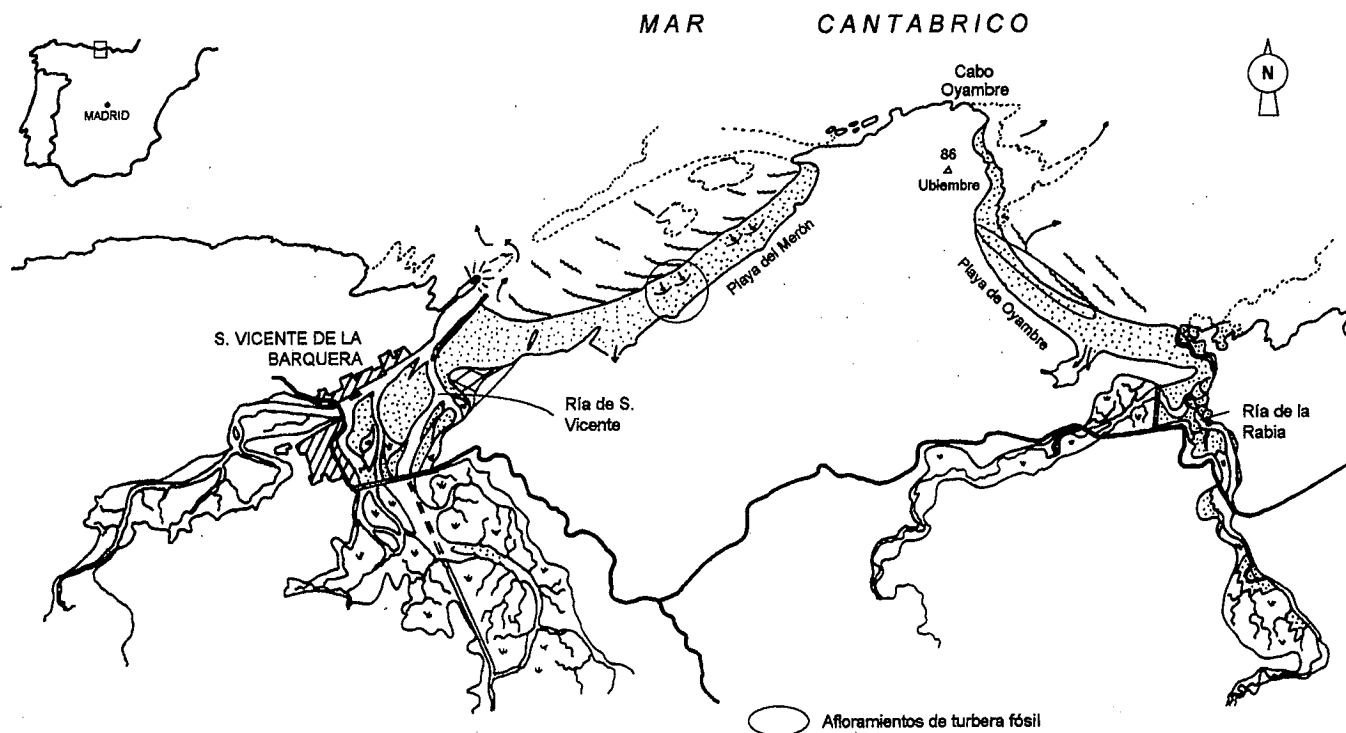 MAR CANTABRICO
Cabo
Oyambre
N
MADRID
86
Ubiembre
Playa del Merón
Playa de Oyambre
S. VICENTE DE LA
BARQUERA
Ría de S.
Vicente
Ría de la
Rabia
Afloramientos de turbera fósil